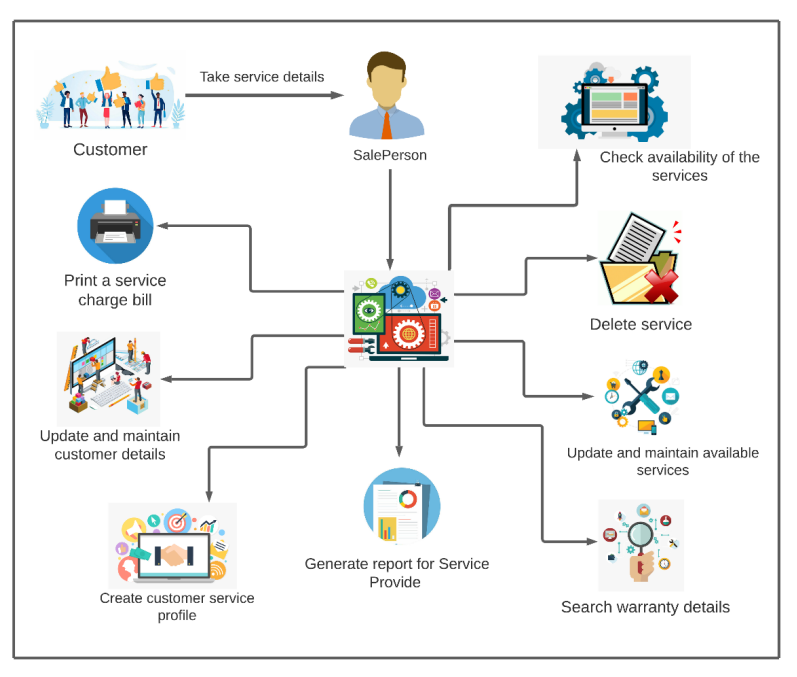 Take service details
Customer
SalePerson
Check availability of the
services
Print a service
charge bill
Delete service
Update and maintain
customer details
Update and maintain available
services
Create customer service
profile
Generate report for Service
Provide
Search warranty details